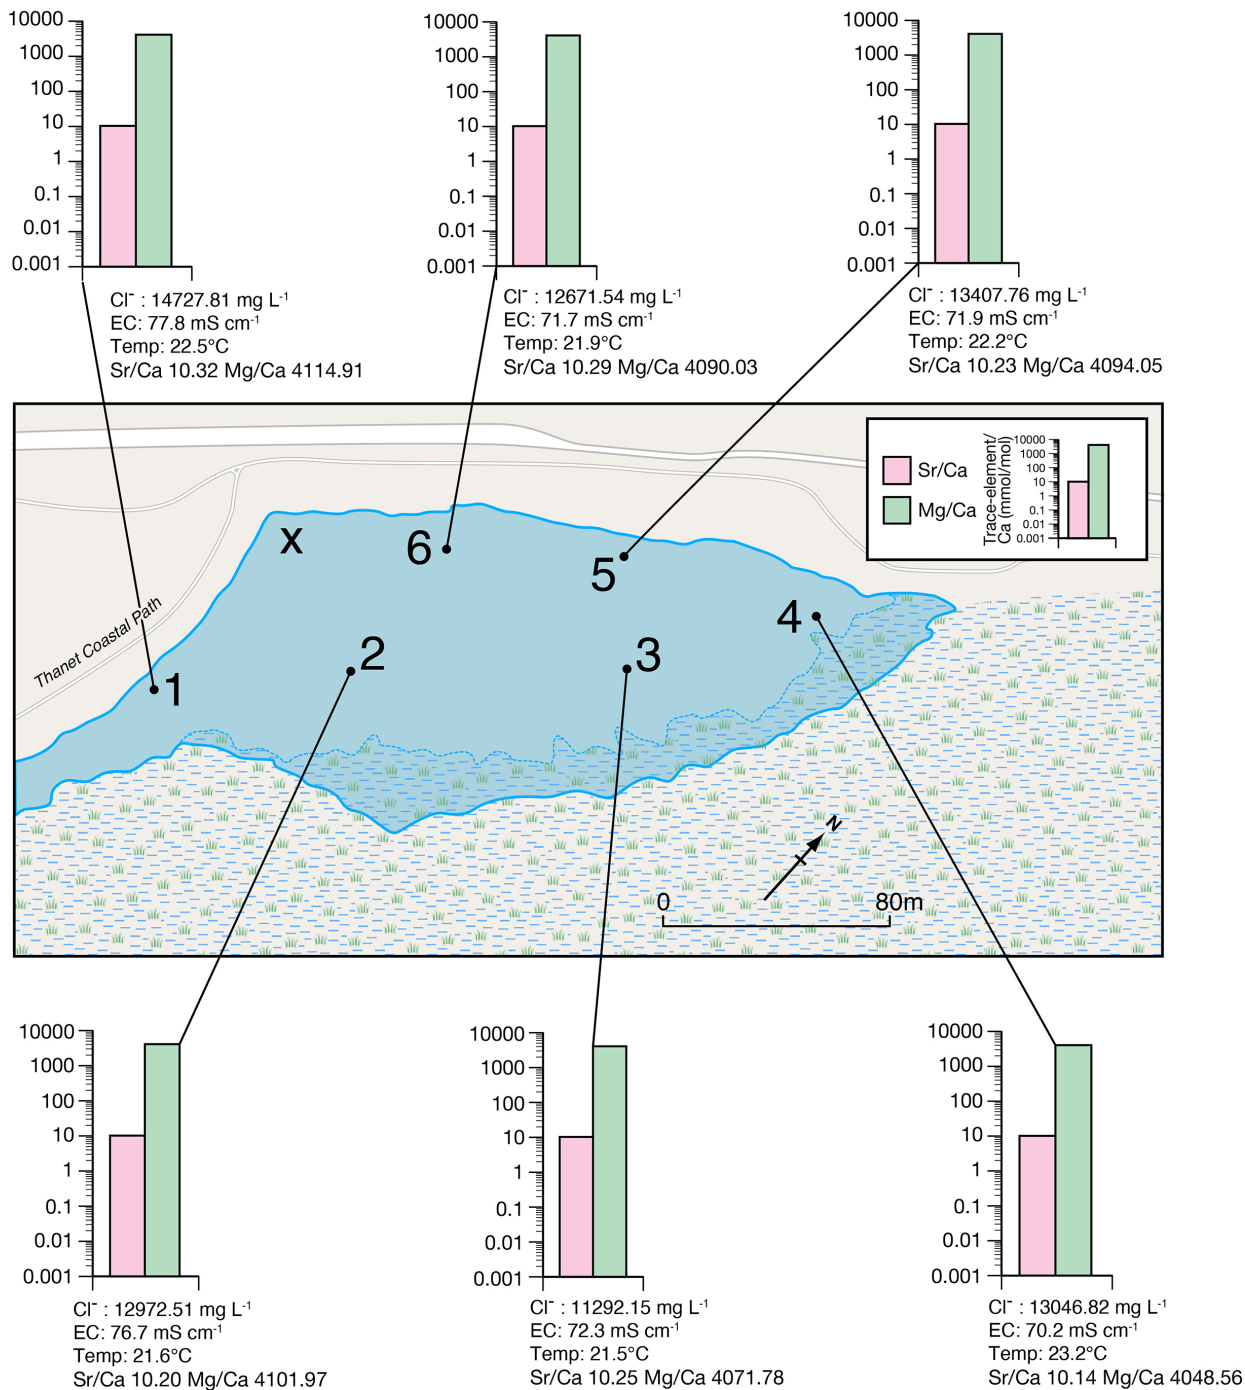 10000
1000
100
10
1
0.1
0.01
0.001
Cl⁻ : 14727.81 mg L⁻¹
EC: 77.8 mS cm⁻¹
Temp: 22.5°C
Sr/Ca 10.32 Mg/Ca 4114.91
10000
1000
100
10
1
0.1
0.01
0.001
Cl⁻ : 12671.54 mg L⁻¹
EC: 71.7 mS cm⁻¹
Temp: 21.9°C
Sr/Ca 10.29 Mg/Ca 4090.03
10000
1000
100
10
1
0.1
0.01
0.001
Cl⁻ : 13407.76 mg L⁻¹
EC: 71.9 mS cm⁻¹
Temp: 22.2°C
Sr/Ca 10.23 Mg/Ca 4094.05
Sr/Ca
Mg/Ca
Trace-element/
Ca (mmol/mol)
10000
1000
100
10
1
0.1
0.01
0.001
x
6
5
4
3
2
1
Thanet Coastal Path
N
0 80m
10000
1000
100
10
1
0.1
0.01
0.001
Cl⁻ : 12972.51 mg L⁻¹
EC: 76.7 mS cm⁻¹
Temp: 21.6°C
Sr/Ca 10.20 Mg/Ca 4101.97
10000
1000
100
10
1
0.1
0.01
0.001
Cl⁻ : 11292.15 mg L⁻¹
EC: 72.3 mS cm⁻¹
Temp: 21.5°C
Sr/Ca 10.25 Mg/Ca 4071.78
10000
1000
100
10
1
0.1
0.01
0.001
Cl⁻ : 13046.82 mg L⁻¹
EC: 70.2 mS cm⁻¹
Temp: 23.2°C
Sr/Ca 10.14 Mg/Ca 4048.56